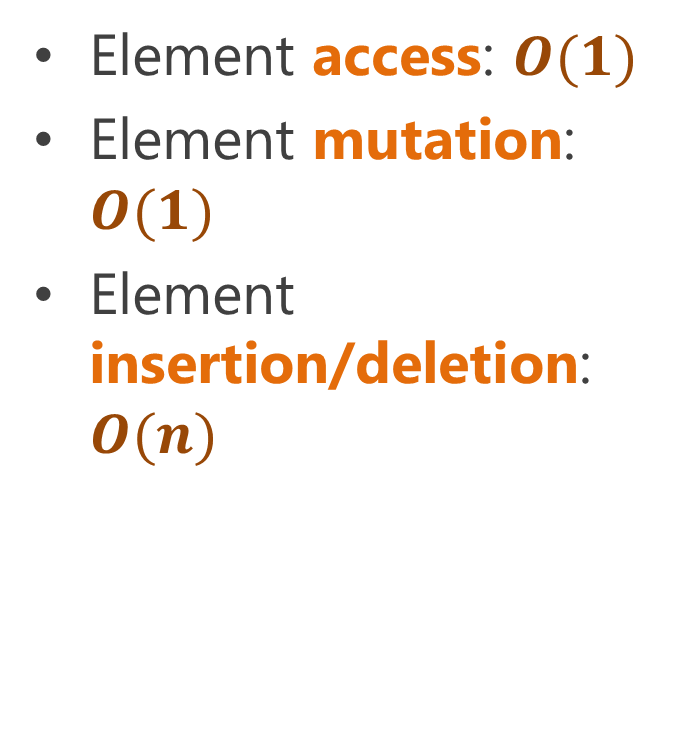 • Element access: O(1)
• Element mutation:
O(1)
• Element
insertion/deletion:
O(n)